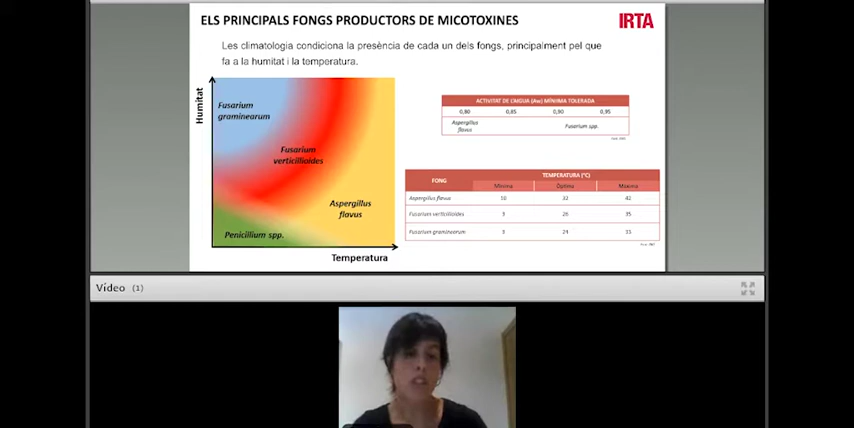 ELS PRINCIPALS FONGS PRODUCTORS DE MICOTOXINES
IRTA
Les climatologia condiciona la presència de cada un dels fongs, principalment pel que
fa a la humitat i la temperatura.
Humitat
Fusarium
graminearum
Fusarium
verticillioides
Aspergillus
flavus
Penicillium spp.
Temperatura
ACTIVITAT DE L'AIGUA (Aw) MÍNIMA TOLERADA
0,80 0,85 0,90 0,95
Aspergillus
flavus
Fusarium spp.
FONG
TEMPERATURA (°C)
Mínima Òptima Màxima
Aspergillus flavus 10 32 42
Fusarium verticillioides 3 26 35
Fusarium graminearum 3 24
Vídeo (1)